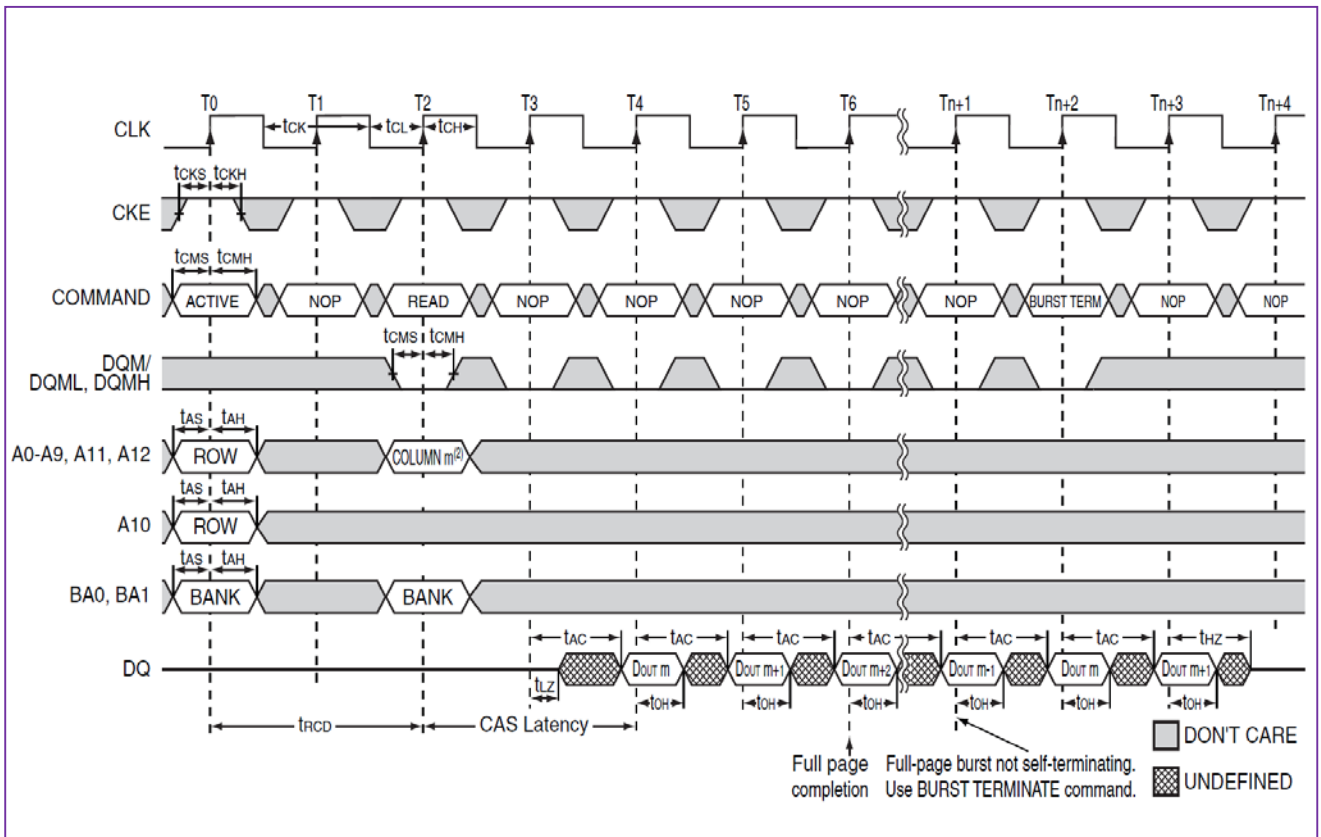 T0 T1 T2 T3 T4 T5 T6 Tn+1 Tn+2 Tn+3 Tn+4
CLK
tCK tCL tCH
tCKS tCKH
CKE
tCMS tCMH
COMMAND ACTIVE NOP READ NOP NOP NOP NOP NOP BURST TERM NOP NOP
tCMS tCMH
DQM/
DQML, DQMH
tAS tAH
A0-A9, A11, A12 ROW COLUMN m(2)
tAS tAH
A10 ROW
tAS tAH
BA0, BA1 BANK BANK
tAC tAC tAC tAC tAC tAC tHZ
DQ DOUT m DOUT m+1 DOUT m+2 DOUT m-1 DOUT m DOUT m+1
tLZ tOH tOH tOH tOH tOH tOH
tRCD CAS Latency
DON'T CARE
Full page
completion
Full-page burst not self-terminating.
Use BURST TERMINATE command.
UNDEFINED